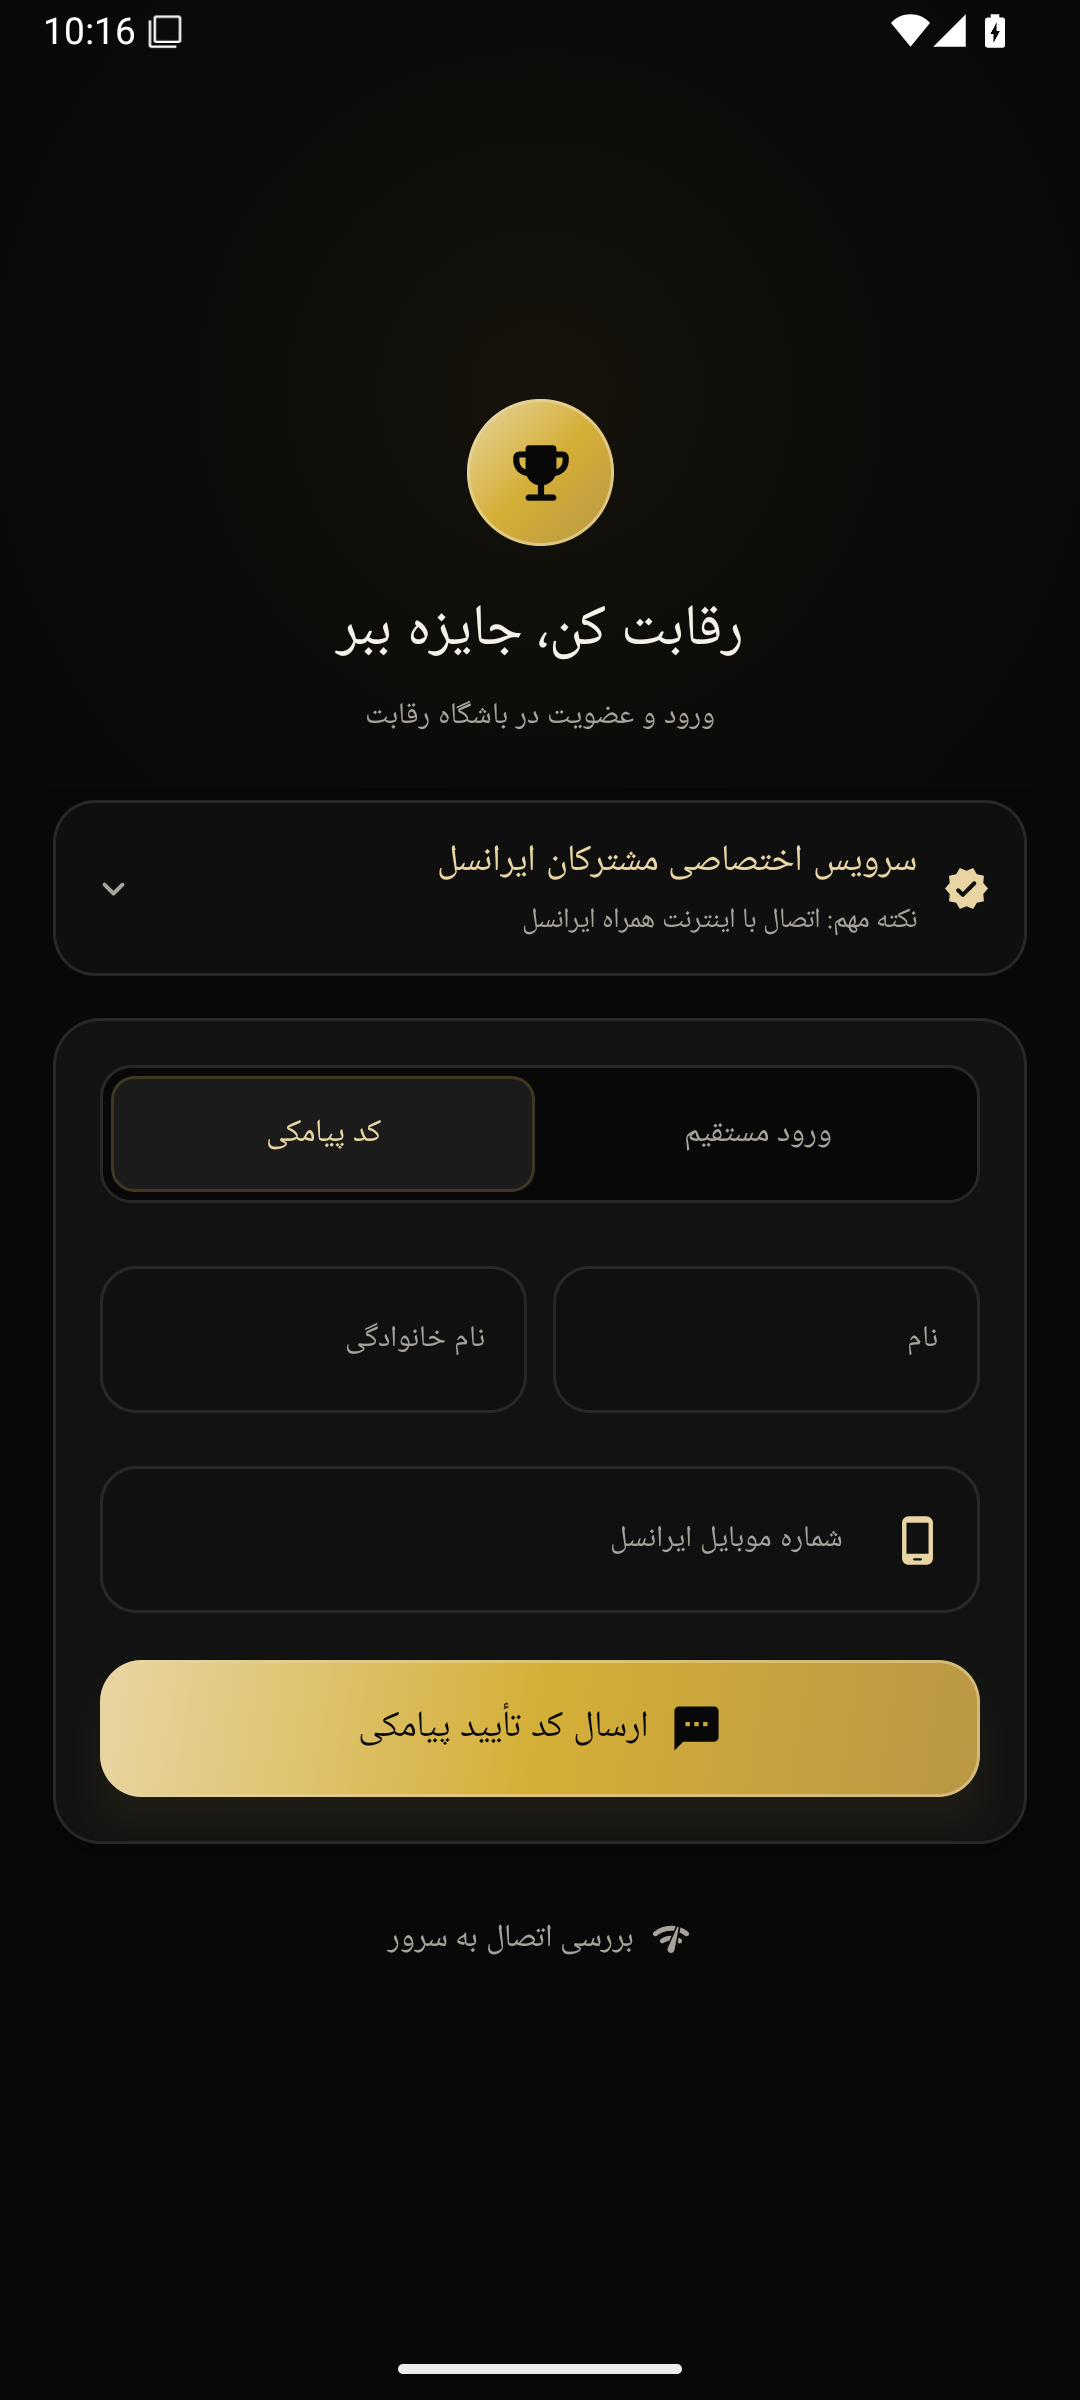 10:16
رقابت کن، جایزه ببر
ورود و عضویت در باشگاه رقابت
سرویس اختصاصی مشترکان ایرانسل
نکته مهم: اتصال با اینترنت همراه ایرانسل
ورود مستقیم
کد پیامکی
نام
نام خانوادگی
شماره موبایل ایرانسل
ارسال کد تأیید پیامکی
بررسی اتصال به سرور